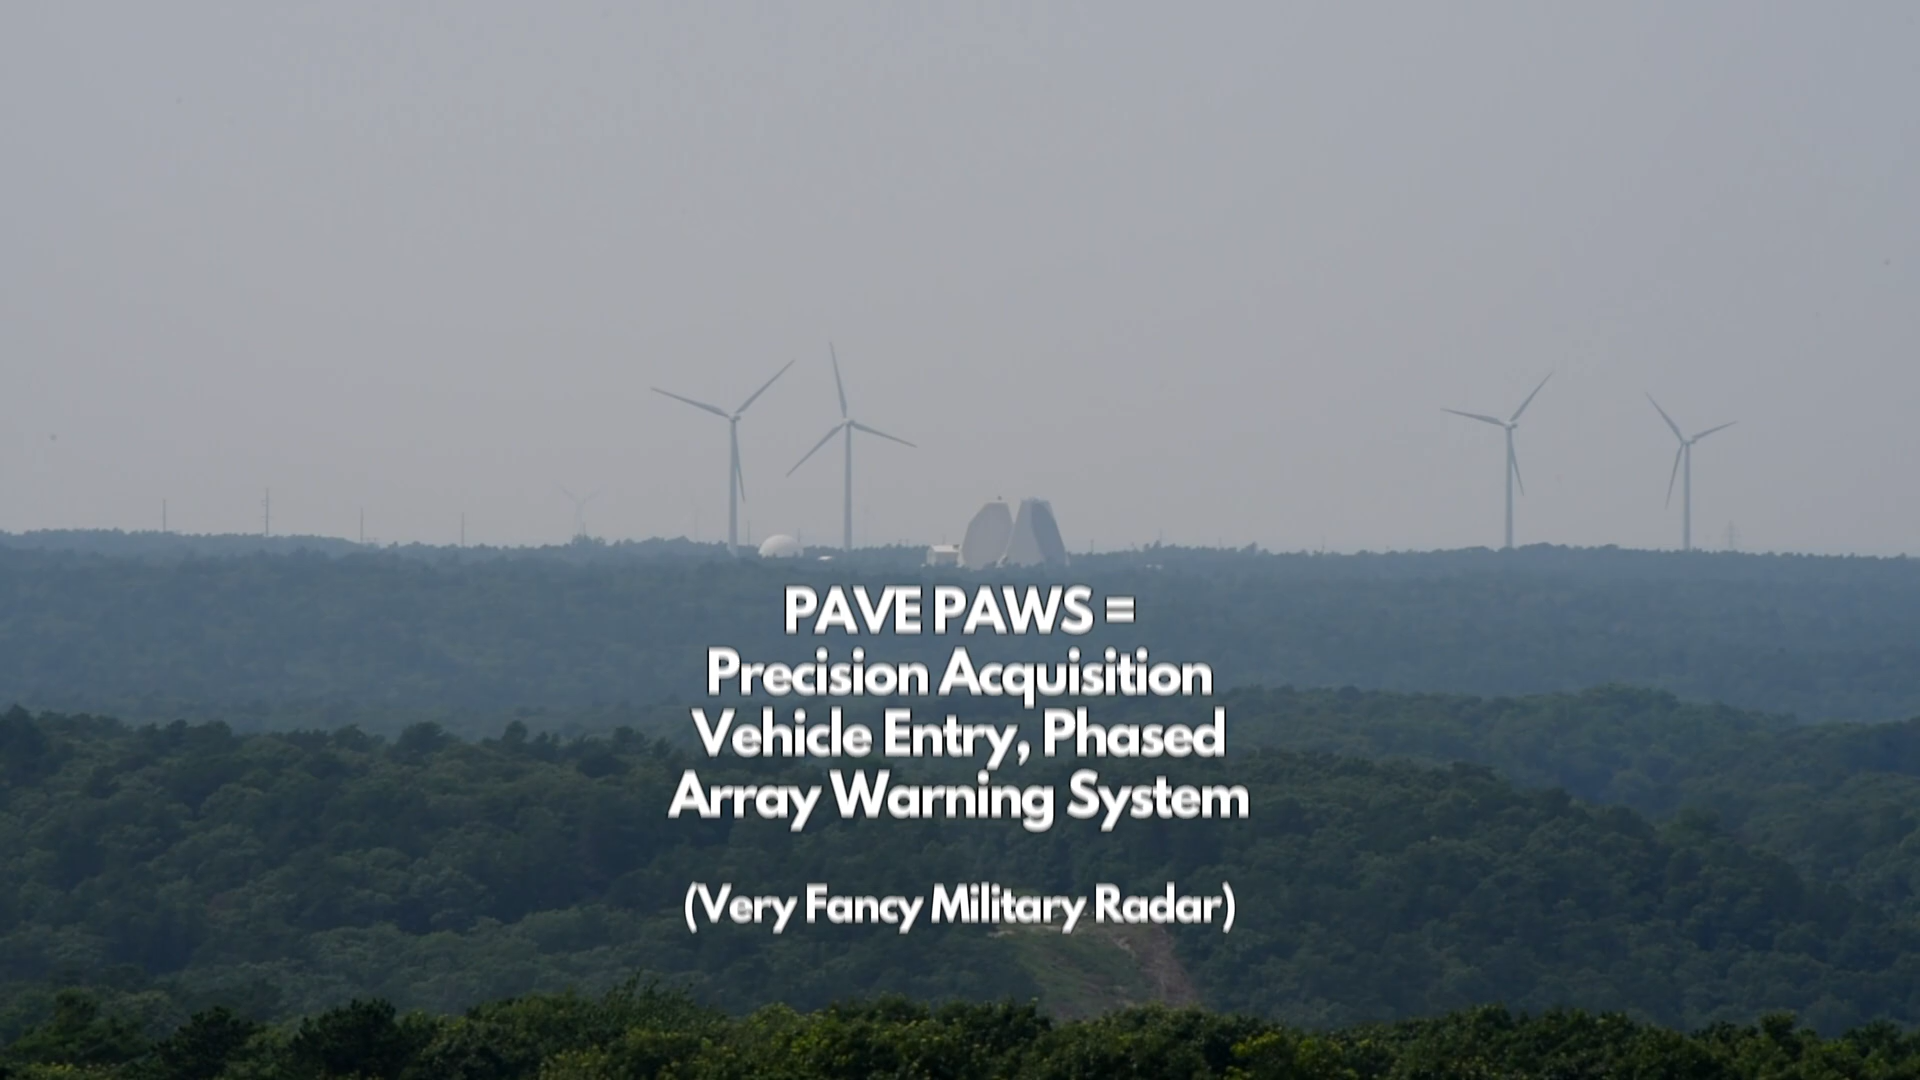 PAVE PAWS =
Precision Acquisition
Vehicle Entry, Phased
Array Warning System
(Very Fancy Military Radar)